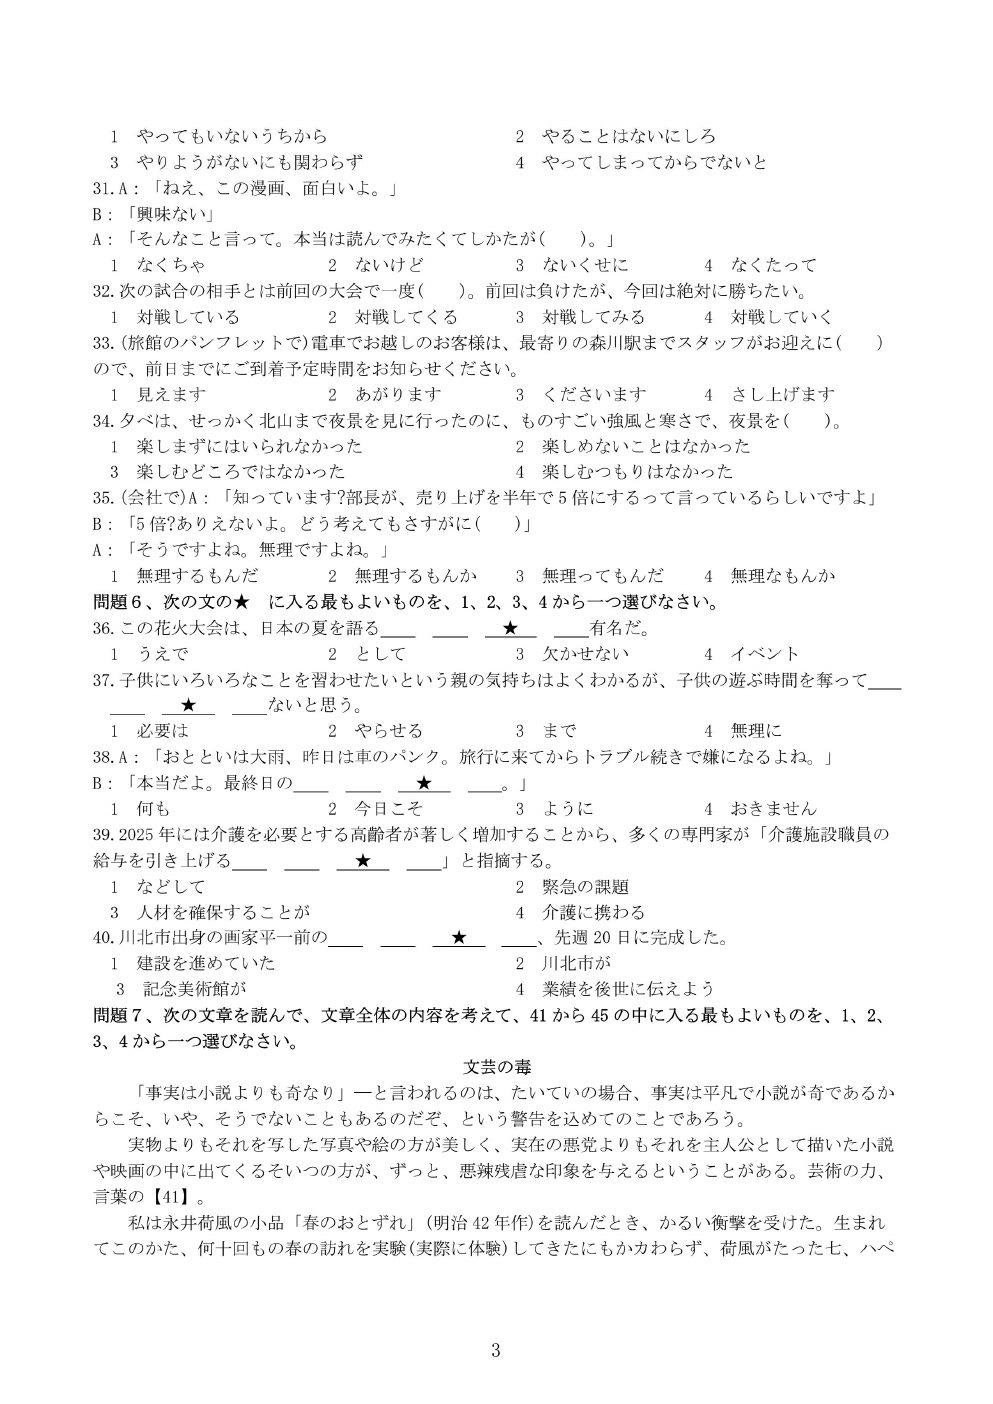 1　やってもいないうちから　2　やることはないにしろ
3　やりようがないにも関わらず　4　やってしまってからでないと
31.A：「ねえ、この漫画、面白いよ。」
B：「興味ない」
A：「そんなこと言って。本当は読んでみたくてしかたが(　　)。」
1　なくちゃ　2　ないけど　3　ないくせに　4　なくたって
32.次の試合の相手とは前回の大会で一度(　　)。前回は負けたが、今回は絶対に勝ちたい。
1　対戦している　2　対戦してくる　3　対戦してみる　4　対戦していく
33.(旅館のパンフレットで)電車でお越しのお客様は、最寄りの森川駅までスタッフがお迎えに(　　)
ので、前日までにご到着予定時間をお知らせください。
1　見えます　2　あがります　3　くださいます　4　さし上げます
34.夕べは、せっかく北山まで夜景を見に行ったのに、ものすごい強風と寒さで、夜景を(　　)。
1　楽しまずにはいられなかった　2　楽しめないことはなかった
3　楽しむどころではなかった　4　楽しむつもりはなかった
35.(会社で)A：「知っています?部長が、売り上げを半年で5倍にするって言っているらしいですよ」
B：「5倍?ありえないよ。どう考えてもさすがに(　　)」
A：「そうですよね。無理ですよね。」
1　無理するもんだ　2　無理するもんか　3　無理ってもんだ　4　無理なもんか
問題６、次の文の★　に入る最もよいものを、1、2、3、4から一つ選びなさい。
36.この花火大会は、日本の夏を語る____　____　__★__　____有名だ。
1　うえで　2　として　3　欠かせない　4　イベント
37.子供にいろいろなことを習わせたいという親の気持ちはよくわかるが、子供の遊ぶ時間を奪って____
____　__★__　____ないと思う。
1　必要は　2　やらせる　3　まで　4　無理に
38.A：「おとといは大雨、昨日は車のパンク。旅行に来てからトラブル続きで嫌になるよね。」
B：「本当だよ。最終日の____　____　__★__　____。」
1　何も　2　今日こそ　3　ように　4　おきません
39.2025年には介護を必要とする高齢者が著しく増加することから、多くの専門家が「介護施設職員の
給与を引き上げる____　____　__★__　____」と指摘する。
1　などして　2　緊急の課題
3　人材を確保することが　4　介護に携わる
40.川北市出身の画家平一前の____　____　__★__　____、先週20日に完成した。
1　建設を進めていた　2　川北市が
3　記念美術館が　4　業績を後世に伝えよう
問題７、次の文章を読んで、文章全体の内容を考えて、41から45の中に入る最もよいものを、1、2、
3、4から一つ選びなさい。
文芸の毒
「事実は小説よりも奇なり」―と言われるのは、たいていの場合、事実は平凡で小説が奇であるか
らこそ、いや、そうでないこともあるのだぞ、という警告を込めてのことであろう。
実物よりもそれを写した写真や絵の方が美しく、実在の悪党よりもそれを主人公として描いた小説
や映画の中に出てくるそいつの方が、ずっと、悪辣残虐な印象を与えるということがある。芸術の力、
言葉の【41】。
私は永井荷風の小品「春のおとずれ」(明治42年作)を読んだとき、かるい衝撃を受けた。生まれ
てこのかた、何十回もの春の訪れを実験(実際に体験)してきたにもかカわらず、荷風がたった七、ハペ
3